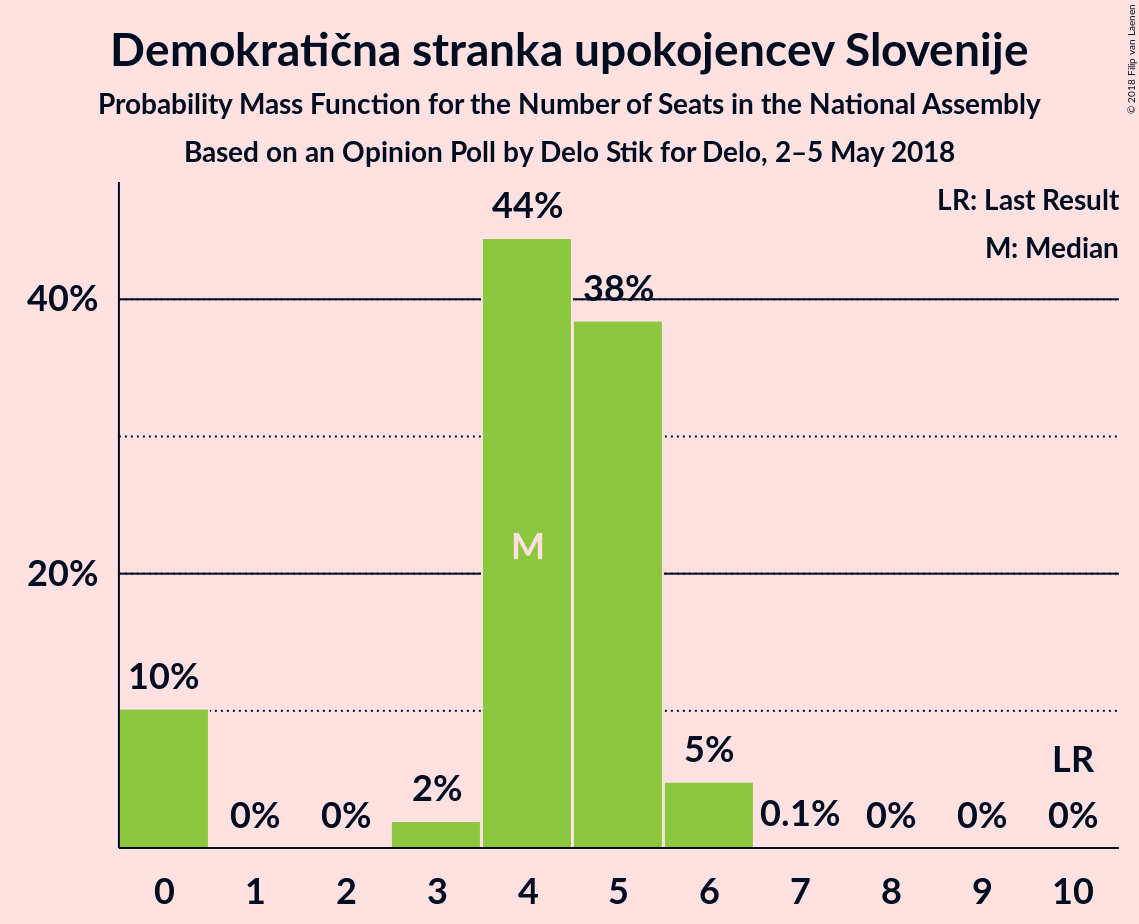 Demokratična stranka upokojencev Slovenije
Probability Mass Function for the Number of Seats in the National Assembly
Based on an Opinion Poll by Delo Stik for Delo, 2–5 May 2018
© 2018 Filip van Laenen
LR: Last Result
M: Median
44%
38%
40%
M
20%
10%
5%
LR
2%
0%
0%
0.1%
0%
0%
0%
0 1 2 3 4 5 6 7 8 9 10